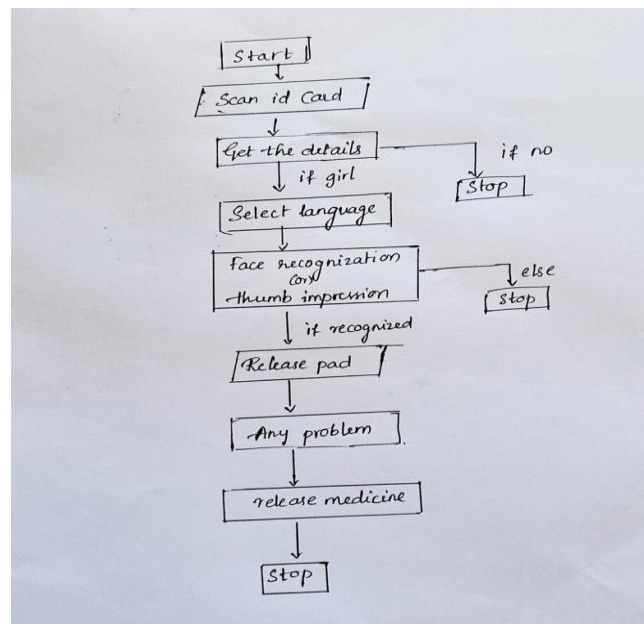 Start
Scan id Card
Get the details
if no
if girl
Stop
Select language
Face recognization
(or)
else
thumb impression
Stop
if recognized
Release pad
Any problem
release medicine
Stop